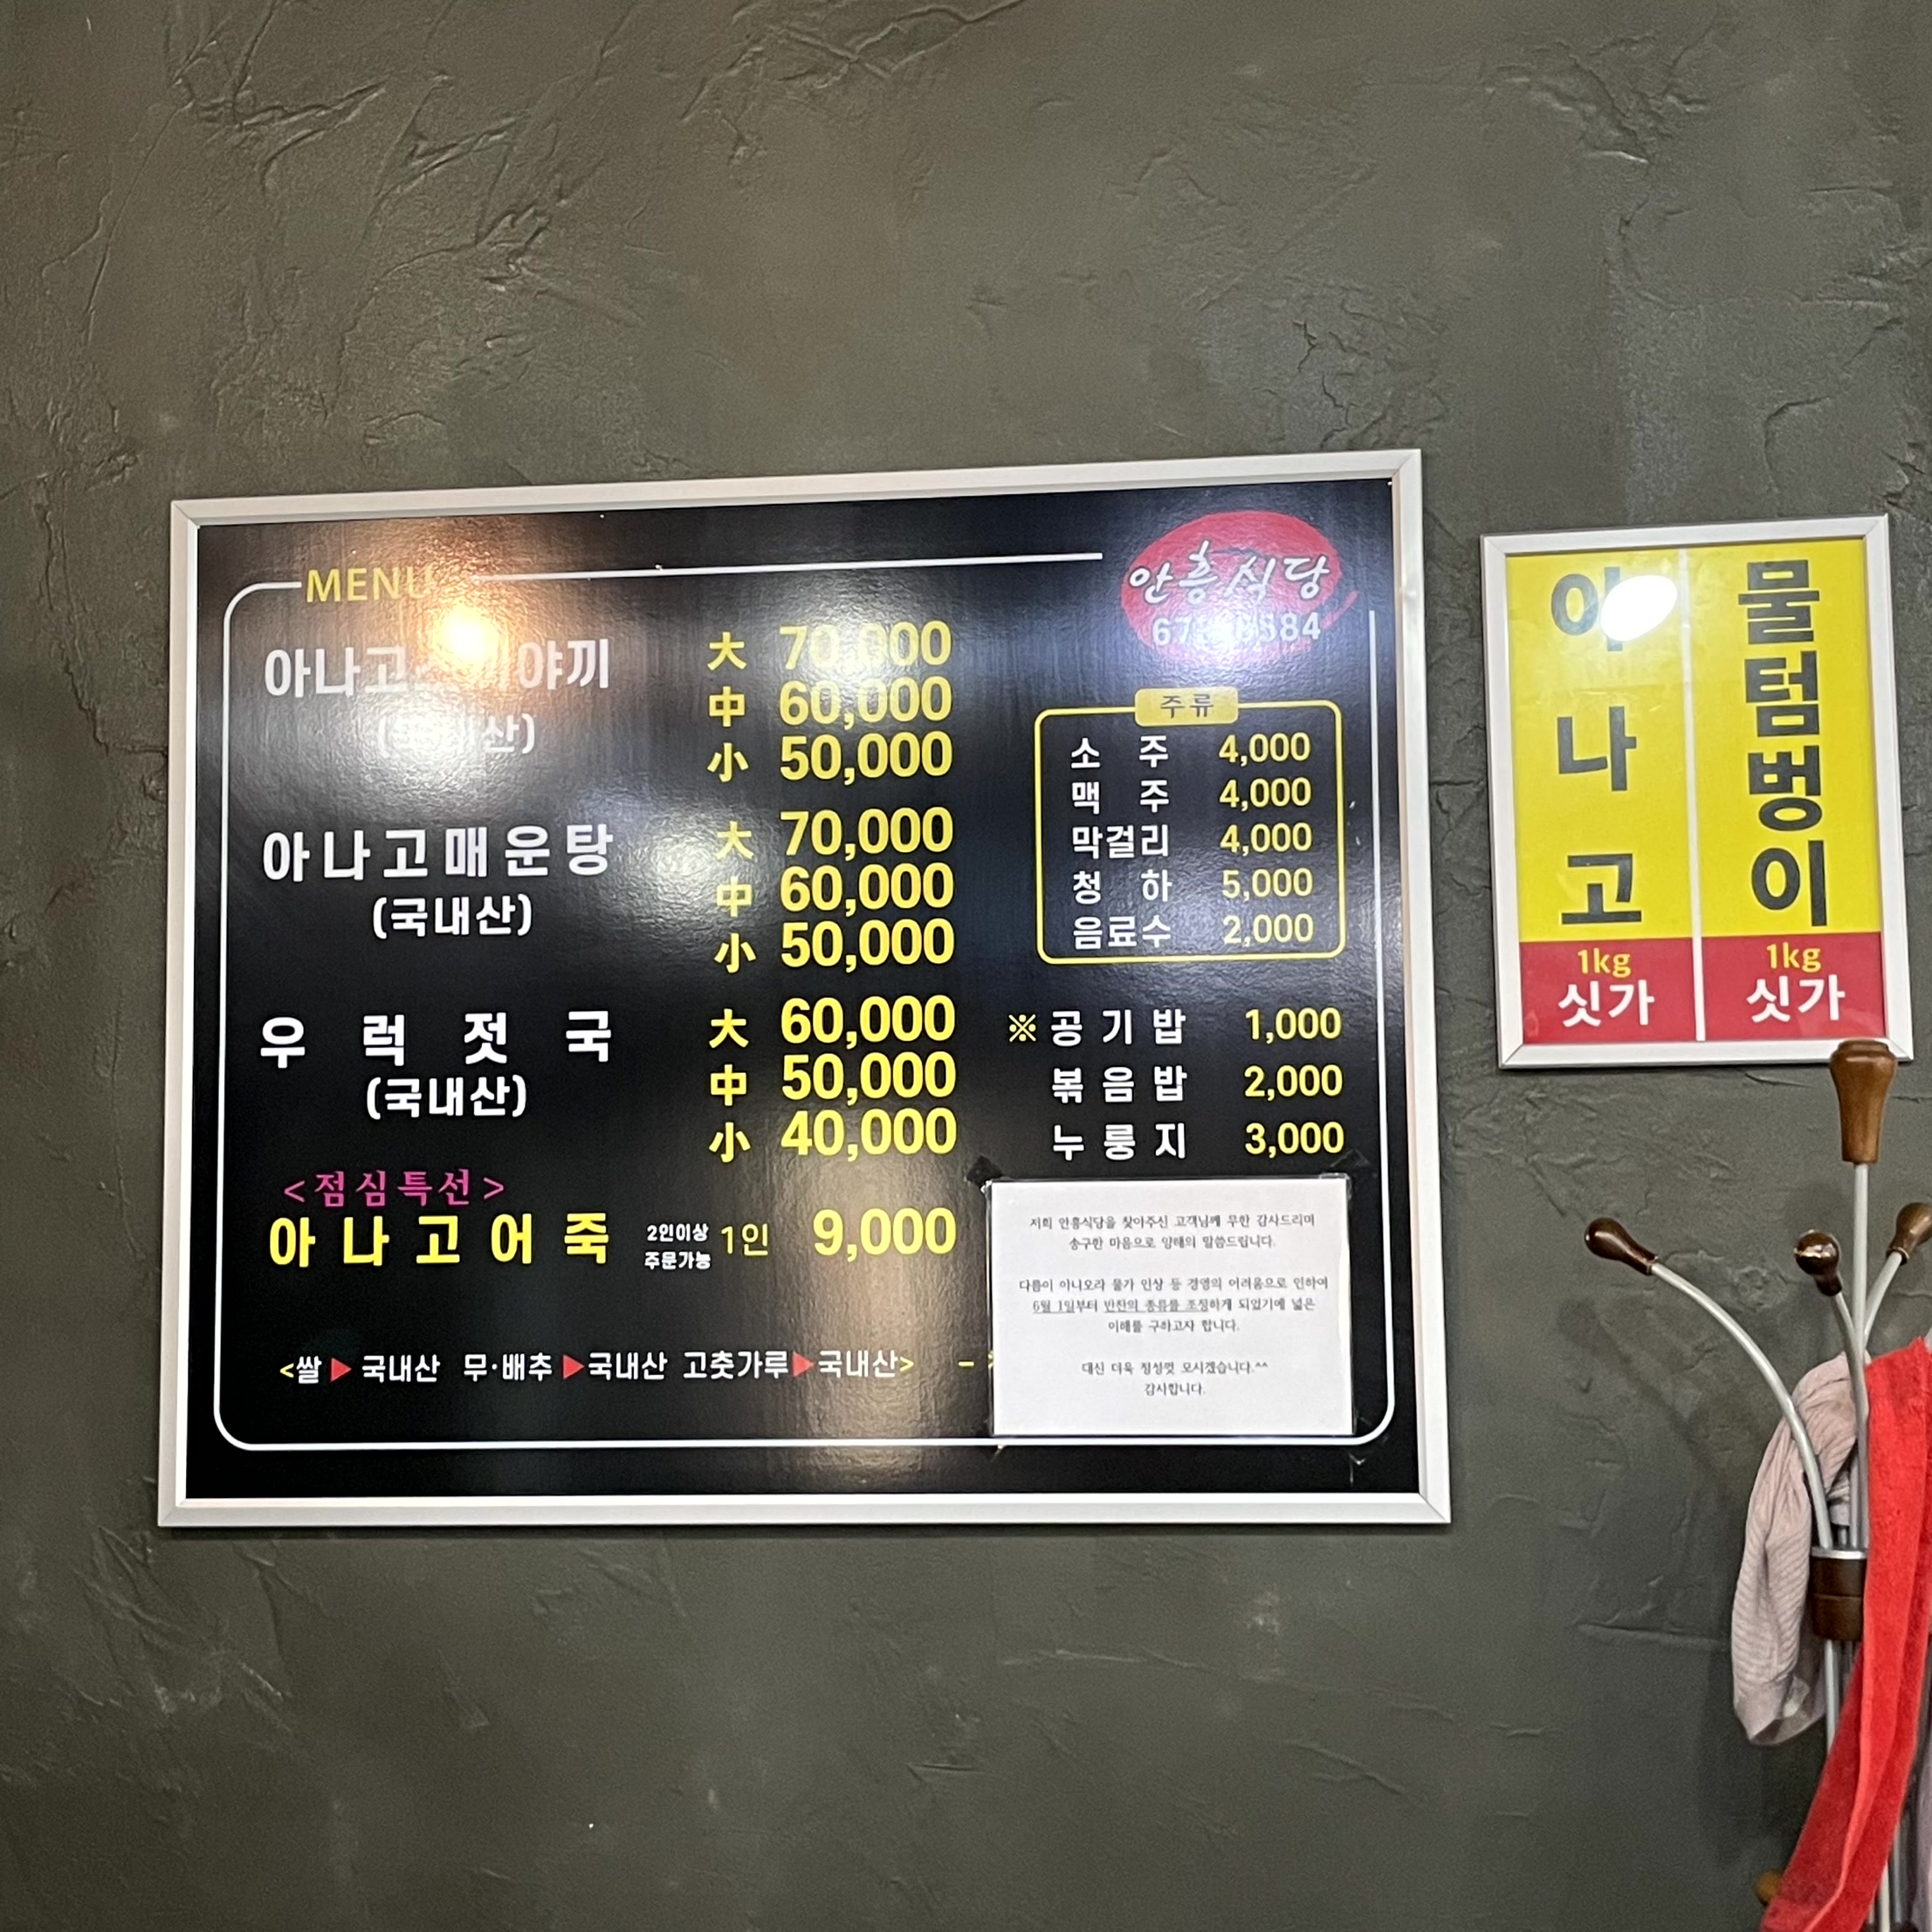 MENU
안흥식당
大 70,000
中 60,000
小 50,000
아나고매운탕 大 70,000
(국내산) 中 60,000
小 50,000
우럭젓국 大 60,000
(국내산) 中 50,000
小 40,000
<점심특선>
아나고어죽 2인이상 주문가능 1인 9,000
<쌀▶국내산 무·배추▶국내산 고춧가루▶국내산>
주류
소주 4,000
맥주 4,000
막걸리 4,000
청하 5,000
음료수 2,000
※공기밥 1,000
볶음밥 2,000
누룽지 3,000
저희 안흥식당을 찾아주신 고객님께 무한 감사드리며
송구한 마음으로 양해의 말씀드립니다.
다름이 아니오라 물가 인상 등 경영의 어려움으로 인하여
6월 1일부터 반찬의 종류를 조정하게 되었기에 넓은
이해를 구하고자 합니다.
대신 더욱 정성껏 모시겠습니다.^^
감사합니다.
아나고
1kg
싯가
물텀벙이
1kg
싯가